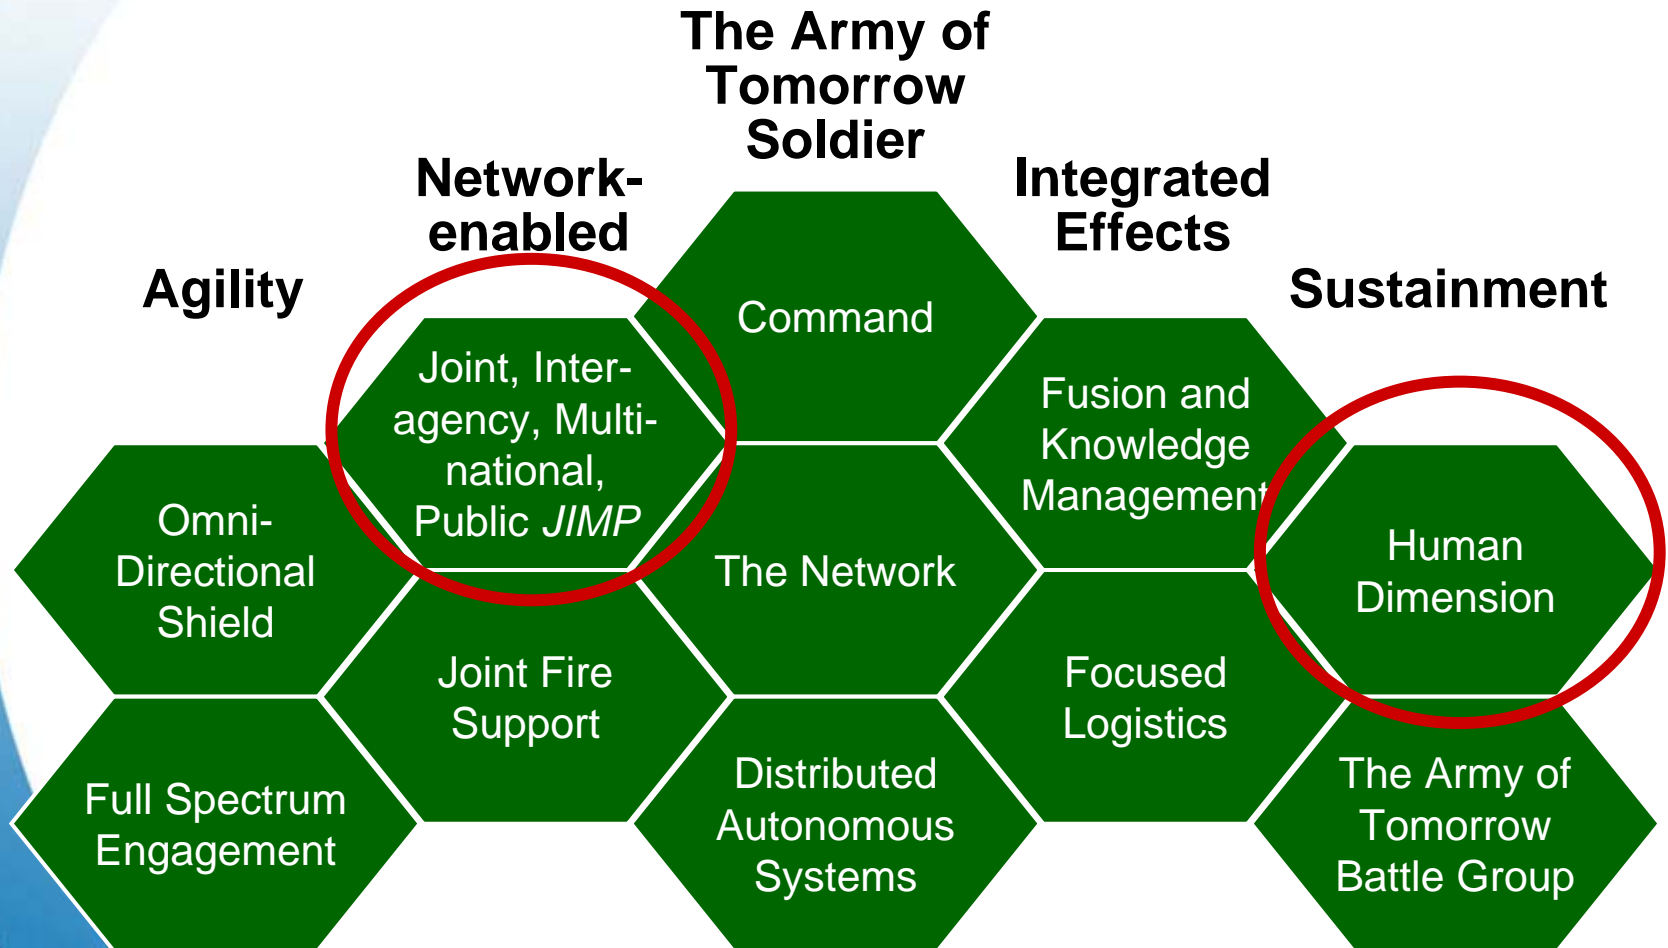 The Army of
Tomorrow
Soldier
Network-
enabled
Integrated
Effects
Agility
Sustainment
Command
Joint, Inter-
agency, Multi-
national,
Public JIMP
Fusion and
Knowledge
Management
Omni-
Directional
Shield
The Network
Human
Dimension
Joint Fire
Support
Focused
Logistics
Full Spectrum
Engagement
Distributed
Autonomous
Systems
The Army of
Tomorrow
Battle Group